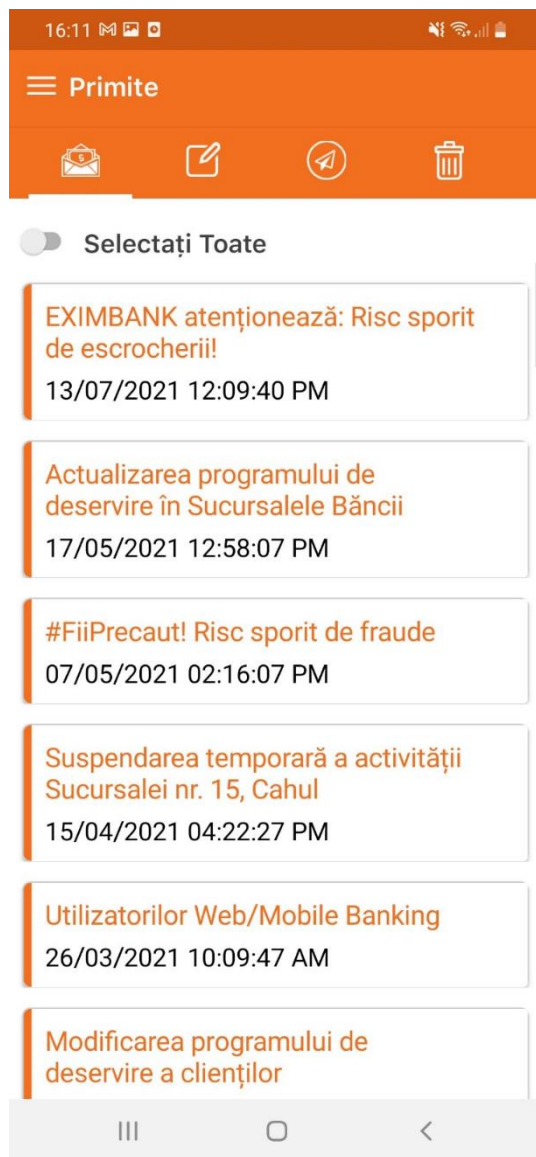 16:11
Primite
Selectați Toate
EXIMBANK atenționează: Risc sporit
de escrocherii!
13/07/2021 12:09:40 PM
Actualizarea programului de
deservire în Sucursalele Băncii
17/05/2021 12:58:07 PM
#FiiPrecaut! Risc sporit de fraude
07/05/2021 02:16:07 PM
Suspendarea temporară a activității
Sucursalei nr. 15, Cahul
15/04/2021 04:22:27 PM
Utilizatorilor Web/Mobile Banking
26/03/2021 10:09:47 AM
Modificarea programului de
deservire a clienților